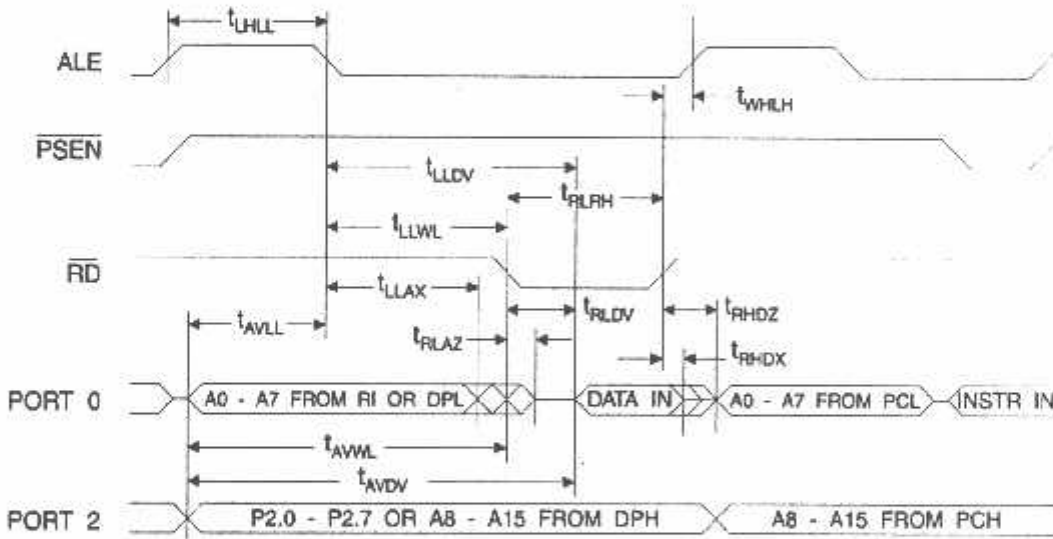 tLHLL
ALE
tWHLH
PSEN
tLLDV
tRLRH
tLLWL
RD
tLLAX
tRLDV
tRHDZ
tAVLL
tRLAZ
tRHDX
PORT 0
A0 - A7 FROM RI OR DPL
DATA IN
A0 - A7 FROM PCL
INSTR IN
tAVWL
tAVDV
PORT 2
P2.0 - P2.7 OR A8 - A15 FROM DPH
A8 - A15 FROM PCH